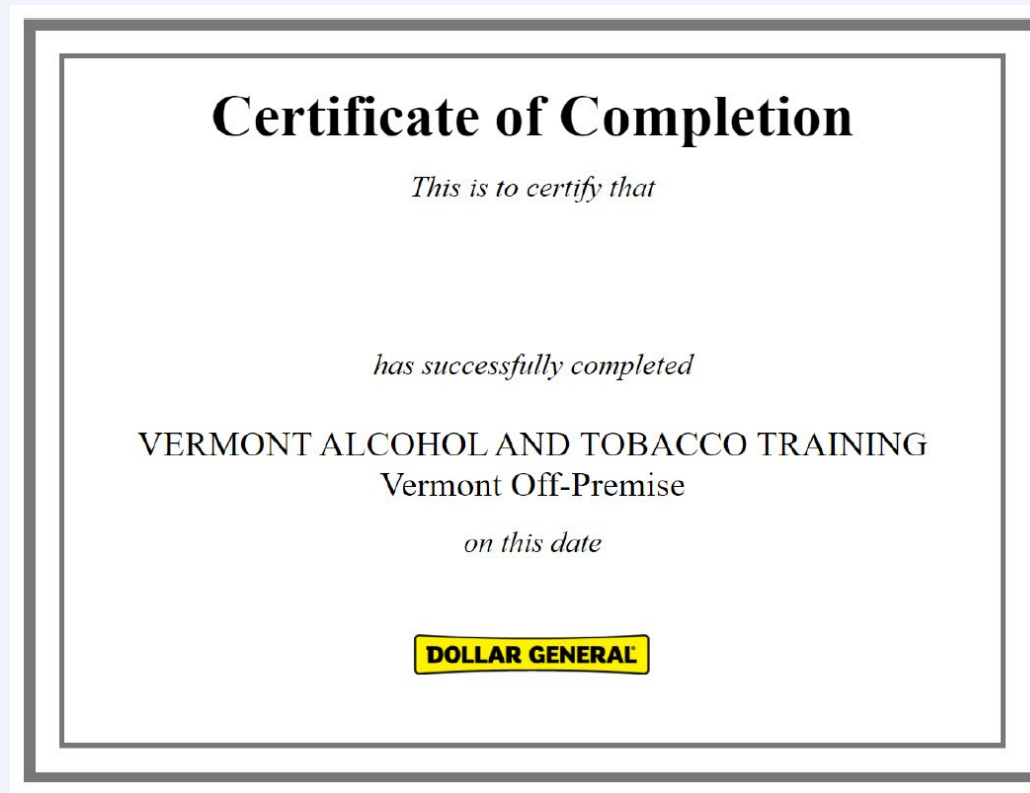 Certificate of Completion
This is to certify that
has successfully completed
VERMONT ALCOHOL AND TOBACCO TRAINING
Vermont Off-Premise
on this date
DOLLAR GENERAL